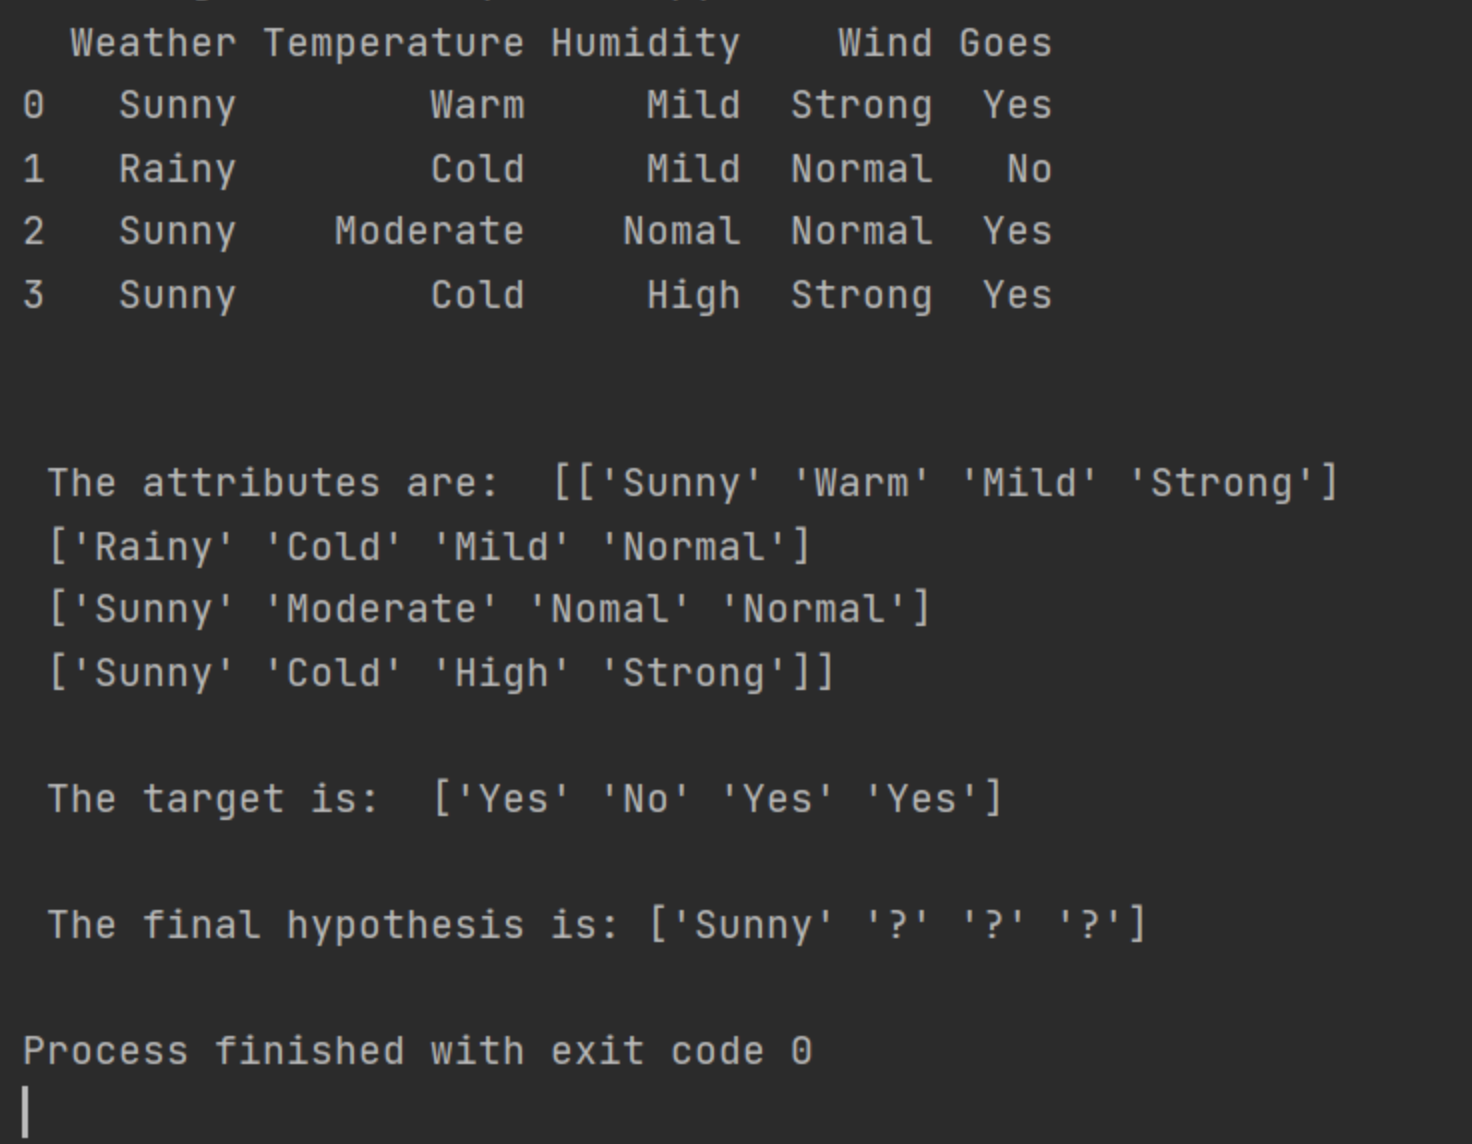 Weather Temperature Humidity Wind Goes
0 Sunny Warm Mild Strong Yes
1 Rainy Cold Mild Normal No
2 Sunny Moderate Nomal Normal Yes
3 Sunny Cold High Strong Yes
The attributes are: [['Sunny' 'Warm' 'Mild' 'Strong']
['Rainy' 'Cold' 'Mild' 'Normal']
['Sunny' 'Moderate' 'Nomal' 'Normal']
['Sunny' 'Cold' 'High' 'Strong']]
The target is: ['Yes' 'No' 'Yes' 'Yes']
The final hypothesis is: ['Sunny' '?' '?' '?']
Process finished with exit code 0